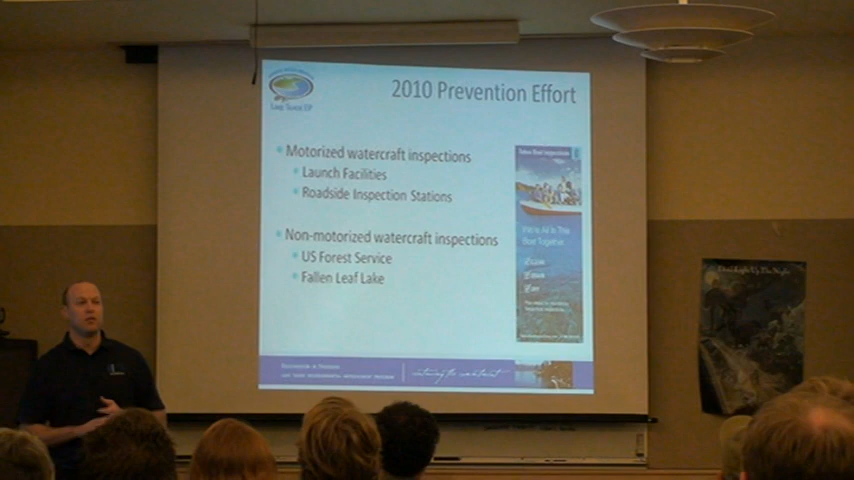 2010 Prevention Effort
Motorized watercraft inspections
Launch Facilities
Roadside Inspection Stations
Non-motorized watercraft inspections
US Forest Service
Fallen Leaf Lake
Tahoe Boat Inspections
We're All In This
Boat Together